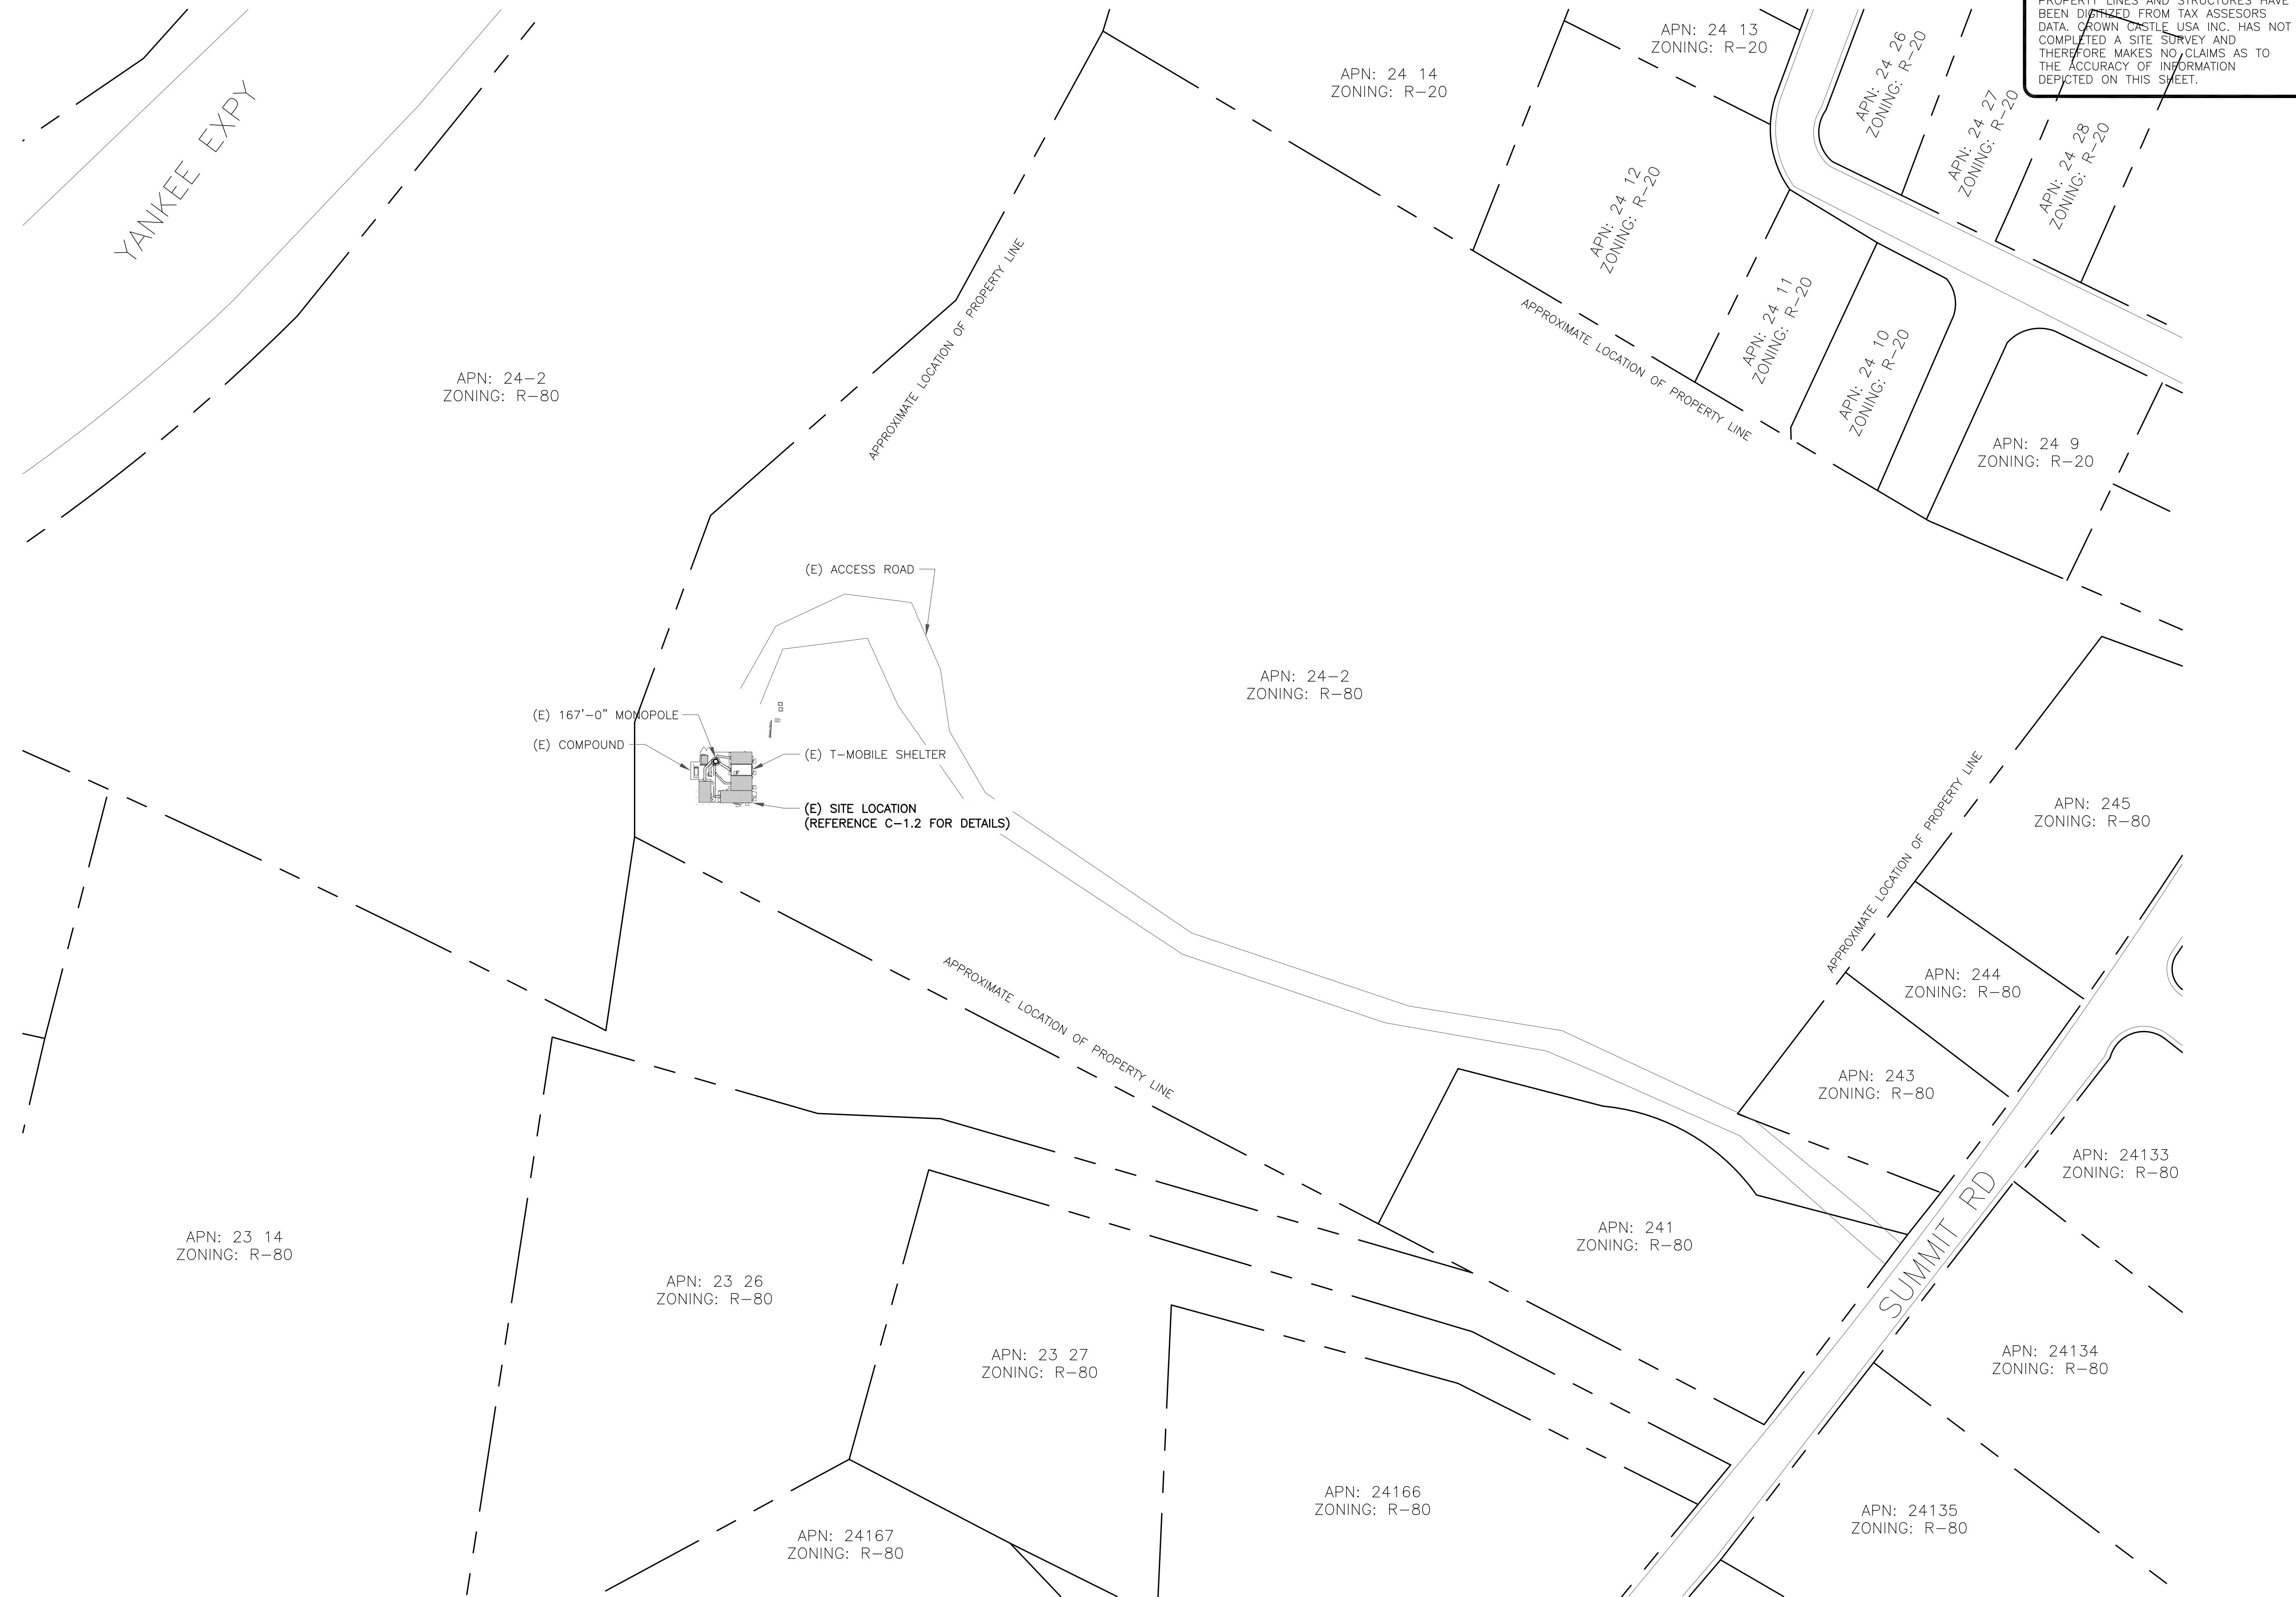 PROPERTY LINES AND STRUCTURES HAVE
BEEN DIGITIZED FROM TAX ASSESORS
DATA. CROWN CASTLE USA INC. HAS NOT
COMPLETED A SITE SURVEY AND
THEREFORE MAKES NO CLAIMS AS TO
THE ACCURACY OF INFORMATION
DEPICTED ON THIS SHEET.
YANKEE EXPY
APN: 24 14
ZONING: R-20
APN: 24 13
ZONING: R-20
APN: 24 26
ZONING: R-20
APN: 24 27
ZONING: R-20
APN: 24 28
ZONING: R-20
APN: 24 12
ZONING: R-20
APN: 24 11
ZONING: R-20
APN: 24 10
ZONING: R-20
APN: 24 9
ZONING: R-20
APPROXIMATE LOCATION OF PROPERTY LINE
APPROXIMATE LOCATION OF PROPERTY LINE
APN: 24-2
ZONING: R-80
(E) ACCESS ROAD
APN: 24-2
ZONING: R-80
(E) 167'-0" MONOPOLE
(E) COMPOUND
(E) T-MOBILE SHELTER
(E) SITE LOCATION
(REFERENCE C-1.2 FOR DETAILS)
APPROXIMATE LOCATION OF PROPERTY LINE
APN: 245
ZONING: R-80
APN: 244
ZONING: R-80
APN: 243
ZONING: R-80
APPROXIMATE LOCATION OF PROPERTY LINE
APN: 24133
ZONING: R-80
SUMMIT RD
APN: 241
ZONING: R-80
APN: 23 14
ZONING: R-80
APN: 23 26
ZONING: R-80
APN: 23 27
ZONING: R-80
APN: 24134
ZONING: R-80
APN: 24166
ZONING: R-80
APN: 24135
ZONING: R-80
APN: 24167
ZONING: R-80